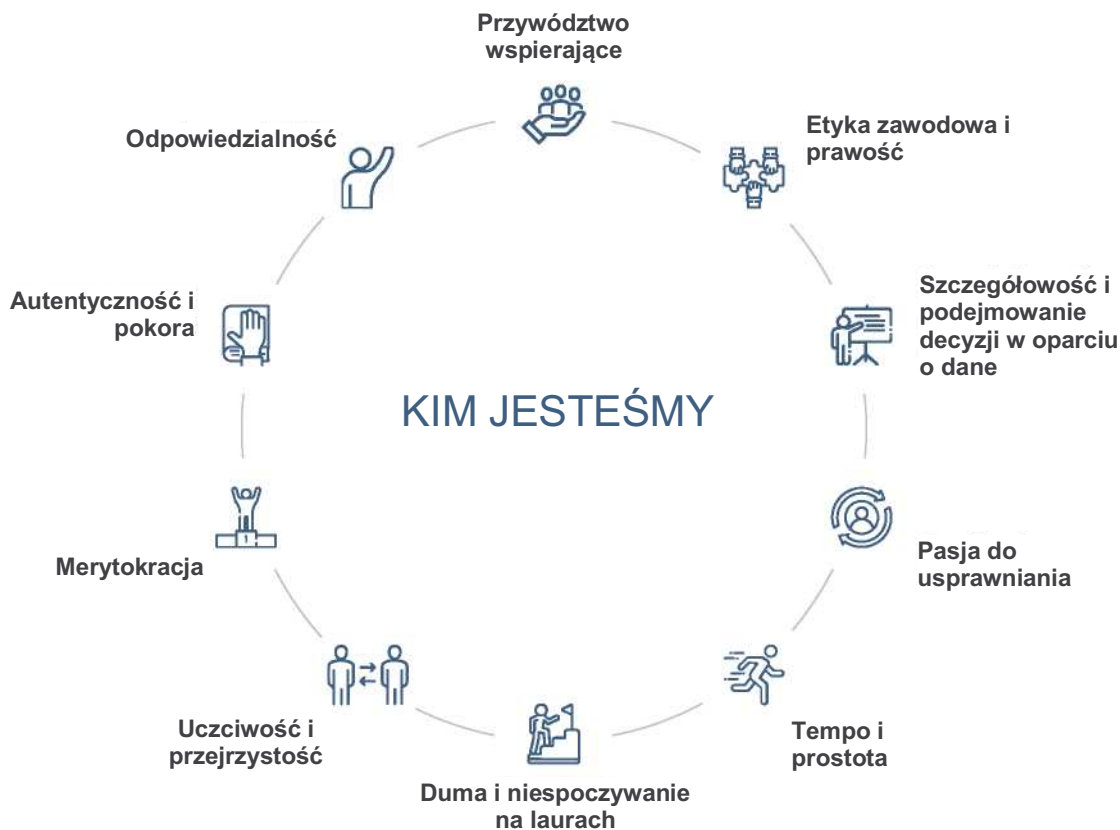 Przywództwo
wspierające
Etyka zawodowa i
prawość
Szczegółowość i
podejmowanie
decyzji w oparciu
o dane
Pasja do
usprawniania
Tempo i
prostota
Duma i niespoczywanie
na laurach
Uczciwość i
przejrzystość
Merytokracja
1
Autentyczność i
pokora
Odpowiedzialność
KIM JESTEŚMY